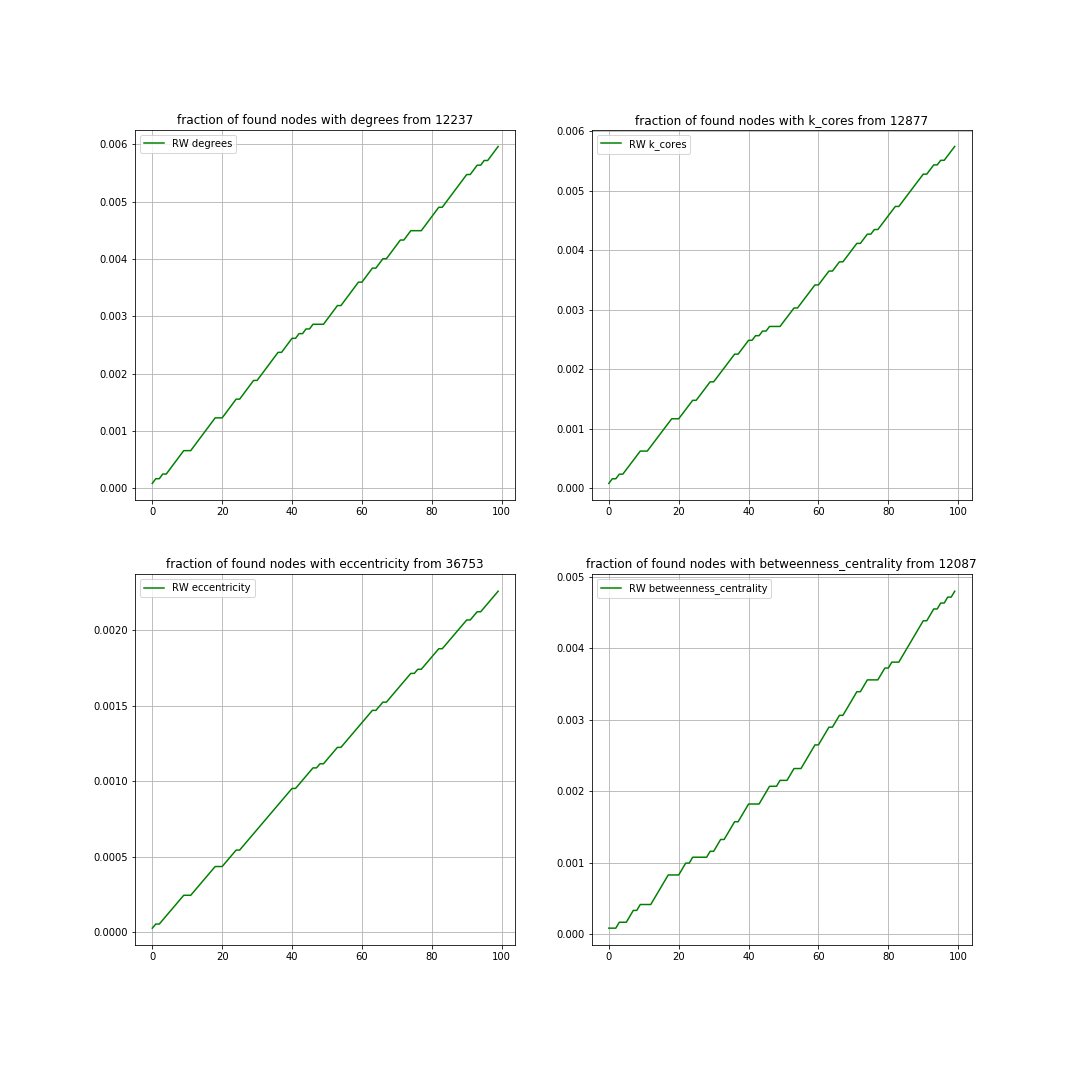 fraction of found nodes with degrees from 12237
RW degrees
0.006
0.005
0.004
0.003
0.002
0.001
0.000
0 20 40 60 80 100
fraction of found nodes with k_cores from 12877
RW k_cores
0.006
0.005
0.004
0.003
0.002
0.001
0.000
0 20 40 60 80 100
fraction of found nodes with eccentricity from 36753
RW eccentricity
0.0020
0.0015
0.0010
0.0005
0.0000
0 20 40 60 80 100
fraction of found nodes with betweenness_centrality from 12087
RW betweenness_centrality
0.005
0.004
0.003
0.002
0.001
0.000
0 20 40 60 80 100